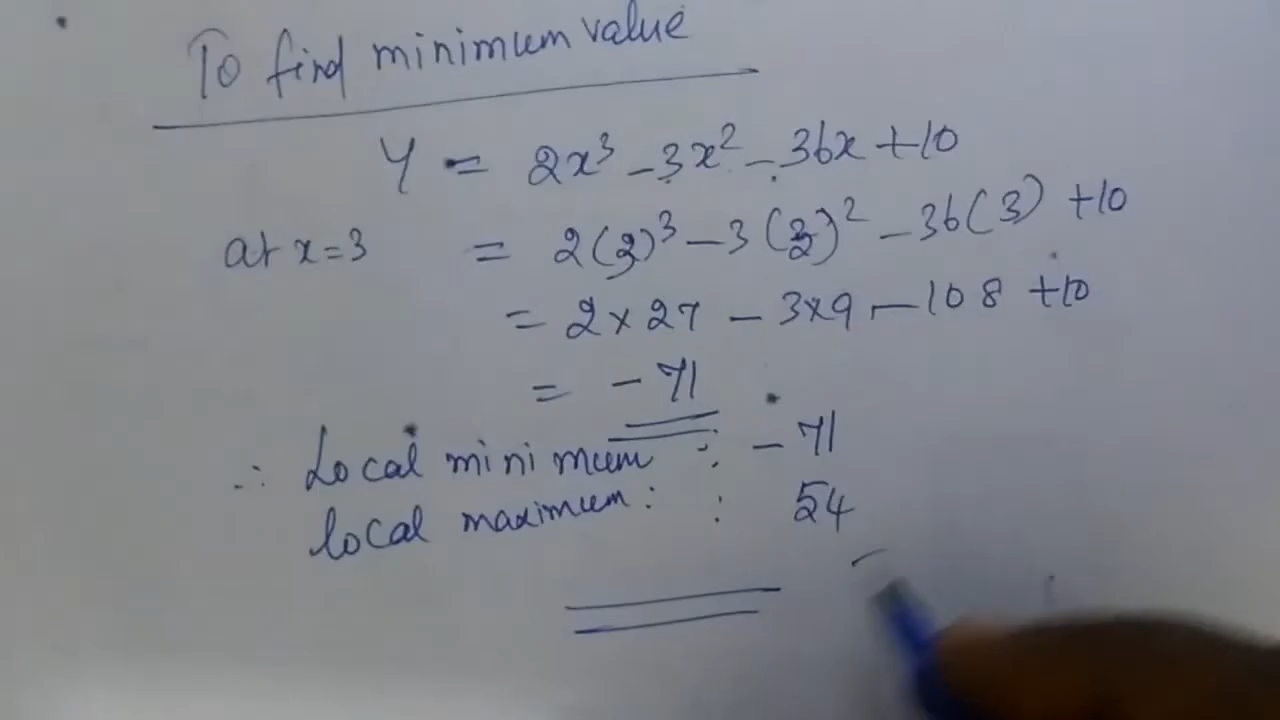 To find minimum value
Y = 2x³ - 3x² - 36x + 10
at x=3 = 2(3)³ - 3(3)² - 36(3) + 10
= 2 × 27 - 3×9 - 108 + 10
= - 71
∴ Local minimum : - 71
local maximum : : 54